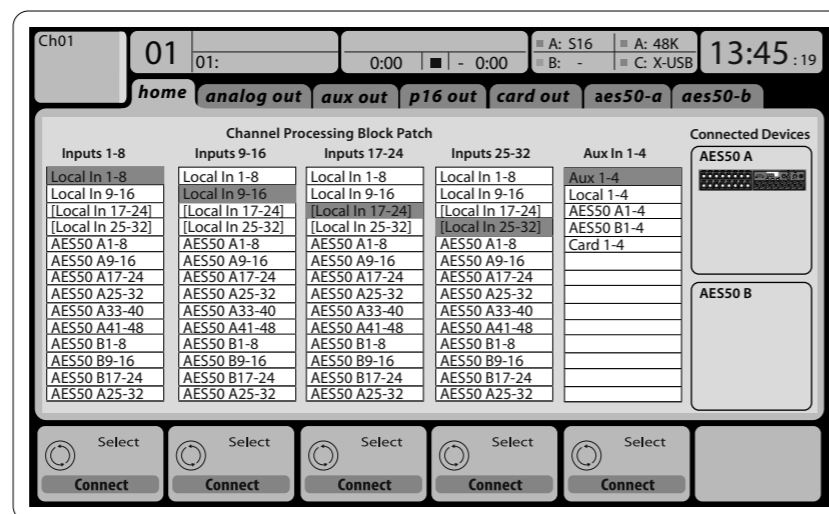 Ch01
01
01:
0:00
- 0:00
A: S16
B: -
A: 48K
C: X-USB
13:45 :19
home
analog out
aux out
p16 out
card out
aes50-a
aes50-b
Channel Processing Block Patch
Connected Devices
Inputs 1-8
Inputs 9-16
Inputs 17-24
Inputs 25-32
Aux In 1-4
AES50 A
Local In 1-8
Local In 1-8
Local In 1-8
Local In 1-8
Aux 1-4
Local In 9-16
Local In 9-16
Local In 9-16
Local In 9-16
Local 1-4
[Local In 17-24]
[Local In 17-24]
[Local In 17-24]
[Local In 17-24]
AES50 A1-4
[Local In 25-32]
[Local In 25-32]
[Local In 25-32]
[Local In 25-32]
AES50 B1-4
AES50 A1-8
AES50 A1-8
AES50 A1-8
AES50 A1-8
Card 1-4
AES50 A9-16
AES50 A9-16
AES50 A9-16
AES50 A9-16
AES50 A17-24
AES50 A17-24
AES50 A17-24
AES50 A17-24
AES50 A25-32
AES50 A25-32
AES50 A25-32
AES50 A25-32
AES50 B
AES50 A33-40
AES50 A33-40
AES50 A33-40
AES50 A33-40
AES50 A41-48
AES50 A41-48
AES50 A41-48
AES50 A41-48
AES50 B1-8
AES50 B1-8
AES50 B1-8
AES50 B1-8
AES50 B9-16
AES50 B9-16
AES50 B9-16
AES50 B9-16
AES50 B17-24
AES50 B17-24
AES50 B17-24
AES50 B17-24
AES50 A25-32
AES50 A25-32
AES50 A25-32
AES50 A25-32
Select
Select
Select
Select
Select
Connect
Connect
Connect
Connect
Connect